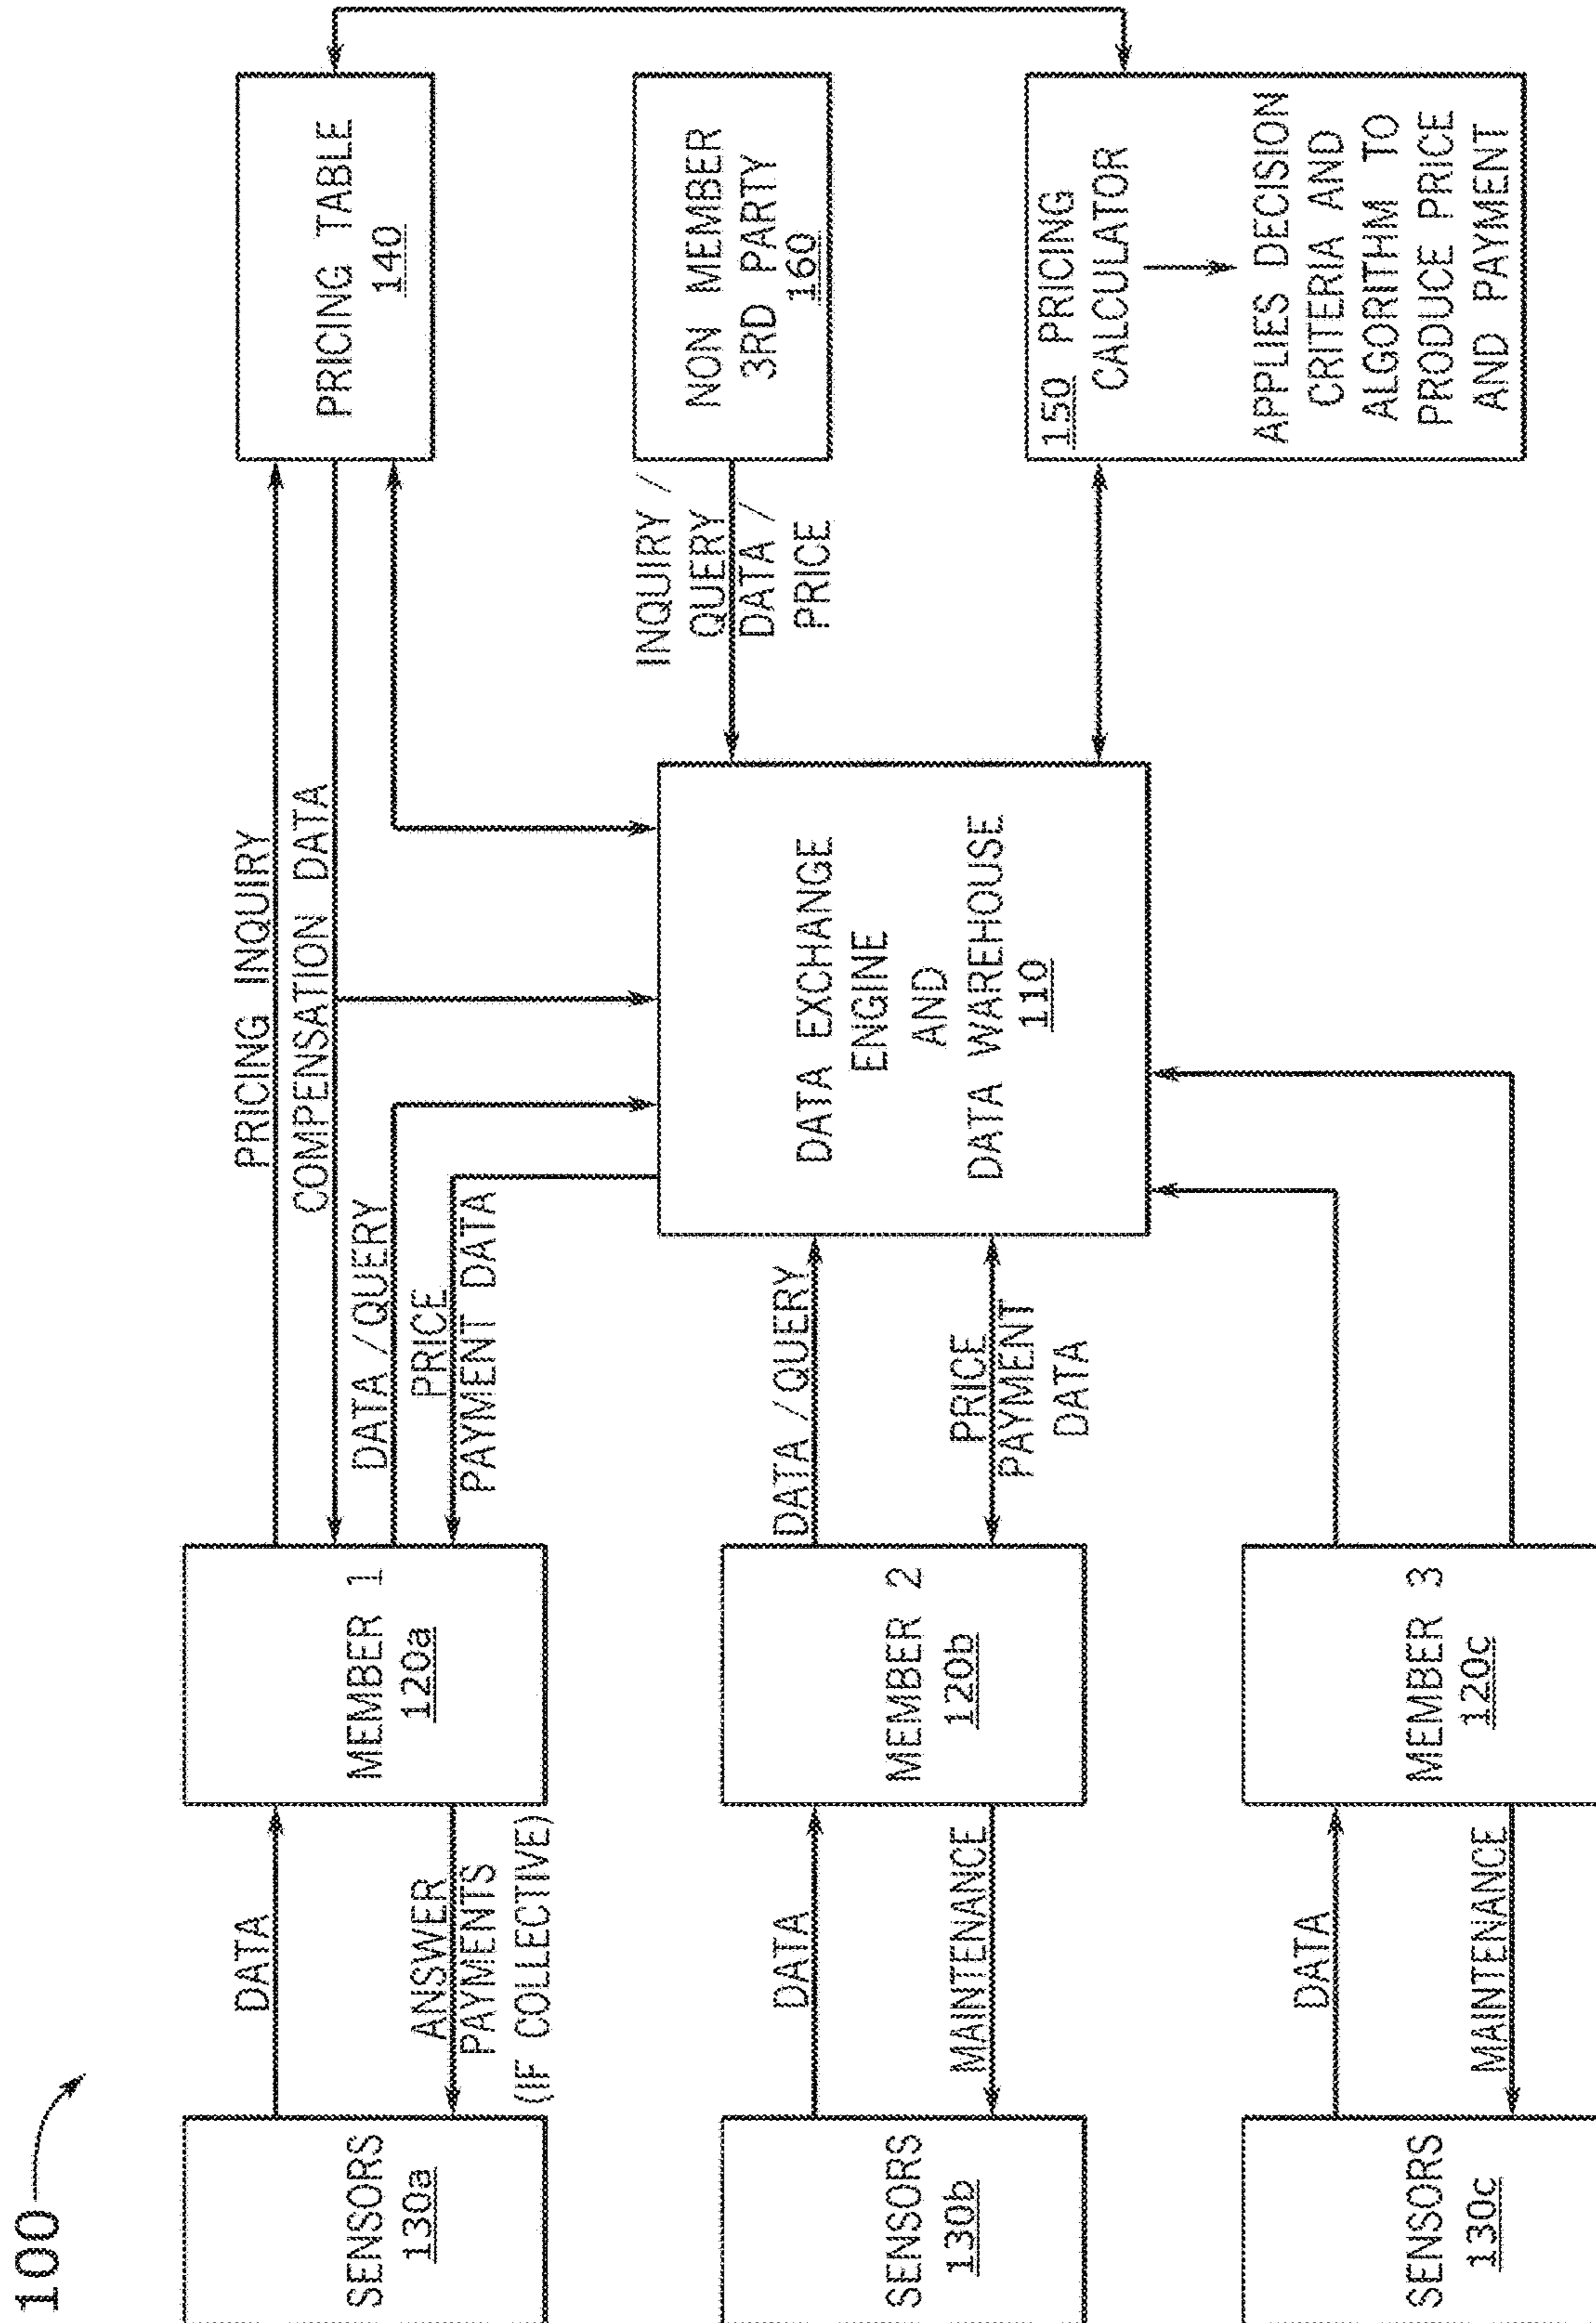 100
SENSORS
130a
DATA
ANSWER
PAYMENTS
(IF COLLECTIVE)
MEMBER 1
120a
PRICING INQUIRY
COMPENSATION DATA
DATA/QUERY
PRICE
PAYMENT DATA
PRICING TABLE
140
SENSORS
130b
DATA
MAINTENANCE
MEMBER 2
120b
DATA/QUERY
PRICE
PAYMENT
DATA
DATA EXCHANGE
ENGINE
AND
DATA WAREHOUSE
110
INQUIRY/
QUERY
DATA/
PRICE
NON MEMBER
3RD PARTY
160
SENSORS
130c
DATA
MAINTENANCE
MEMBER 3
120c
150 PRICING
CALCULATOR
APPLIES DECISION
CRITERIA AND
ALGORITHM TO
PRODUCE PRICE
AND PAYMENT